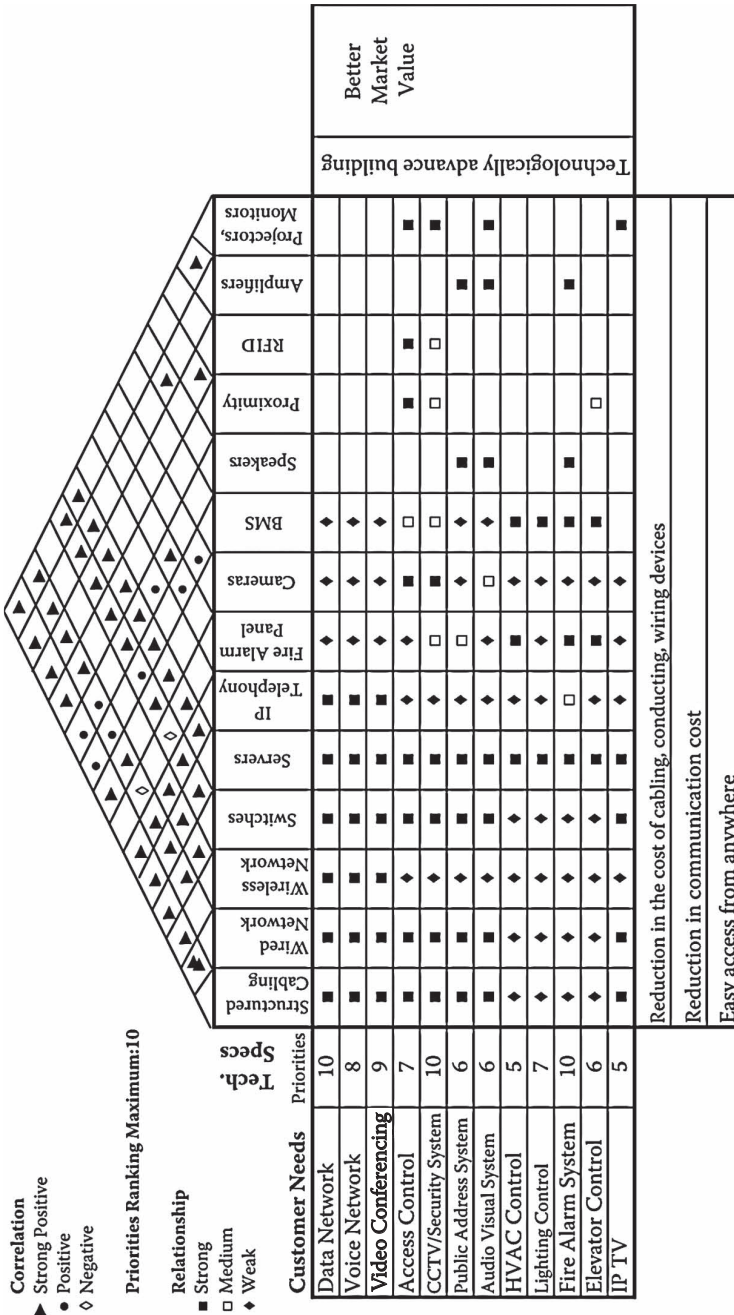 Correlation
▲ Strong Positive
● Positive
◇ Negative
Priorities Ranking Maximum:10
Relationship
■ Strong
□ Medium
♦ Weak
Customer Needs
Tech.
Specs
Priorities
Structured
Cabling
Wired
Network
Wireless
Network
Switches
Servers
IP
Telephony
Fire Alarm
Panel
Cameras
BMS
Speakers
Proximity
RFID
Amplifiers
Projectors,
Monitors
Data Network 10
Voice Network 8
Video Conferencing 9
Access Control 7
CCTV/Security System 10
Public Address System 6
Audio Visual System 6
HVAC Control 5
Lighting Control 7
Fire Alarm System 10
Elevator Control 6
IP TV 5
Technologically advance building
Better
Market
Value
Reduction in the cost of cabling, conducting, wiring devices
Reduction in communication cost
Easy access from anywhere